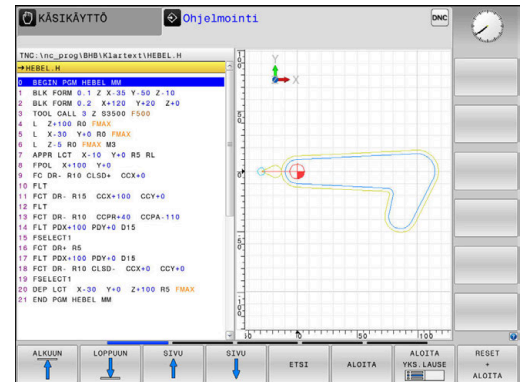 KÄSIKÄYTTÖ
Ohjelmointi
DNC
TNC:\nc_prog\BHB\Klartext\HEBEL.H
→HEBEL.H
0 BEGIN PGM HEBEL MM
1 BLK FORM 0.1 Z X-35 Y-50 Z-10
2 BLK FORM 0.2 X+120 Y+20 Z+0
3 TOOL CALL 3 Z S3500 F500
4 L Z+100 R0 FMAX
5 L X-30 Y+0 R0 FMAX
6 L Z-5 R0 FMAX M3
7 APPR LCT X-10 Y+0 R5 RL
8 FPOL X+100 Y+0
9 FC DR- R10 CLSD+ CCX+0
10 FLT
11 FCT DR- R15 CCX+100 CCY+0
12 FLT
13 FCT DR- R10 CCPR+40 CCPA-110
14 FLT PDX+100 PDY+0 D15
15 FSELECT1
16 FCT DR+ R5
17 FLT PDX+100 PDY+0 D15
18 FCT DR- R10 CLSD- CCX+0 CCY+0
19 FSELECT1
20 DEP LCT X-30 Y+0 Z+100 R5 FMAX
21 END PGM HEBEL MM
Y
X
0
50
100
ALKUUN
LOPPUUN
SIVU
SIVU
ETSI
ALOITA
ALOITA
YKS.LAUSE
RESET
+
ALOITA